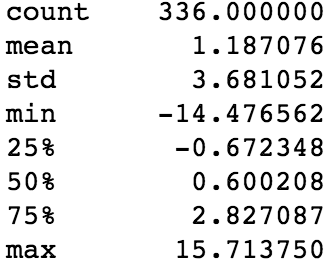 count 336.000000
mean 1.187076
std 3.681052
min -14.476562
25% -0.672348
50% 0.600208
75% 2.827087
max 15.713750